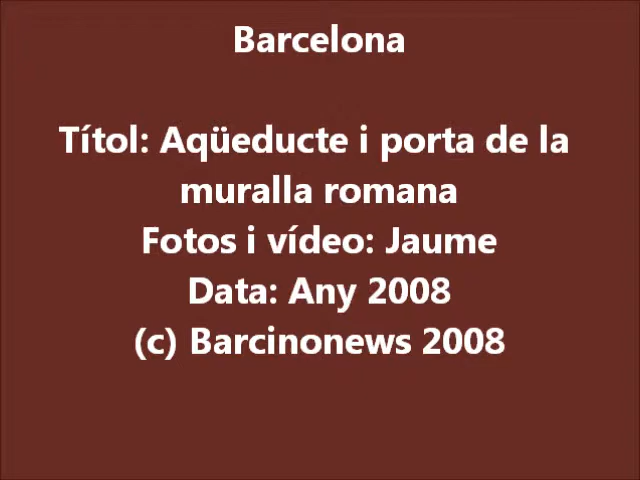 Barcelona
Títol: Aqüeducte i porta de la
muralla romana
Fotos i vídeo: Jaume
Data: Any 2008
(c) Barcinonews 2008